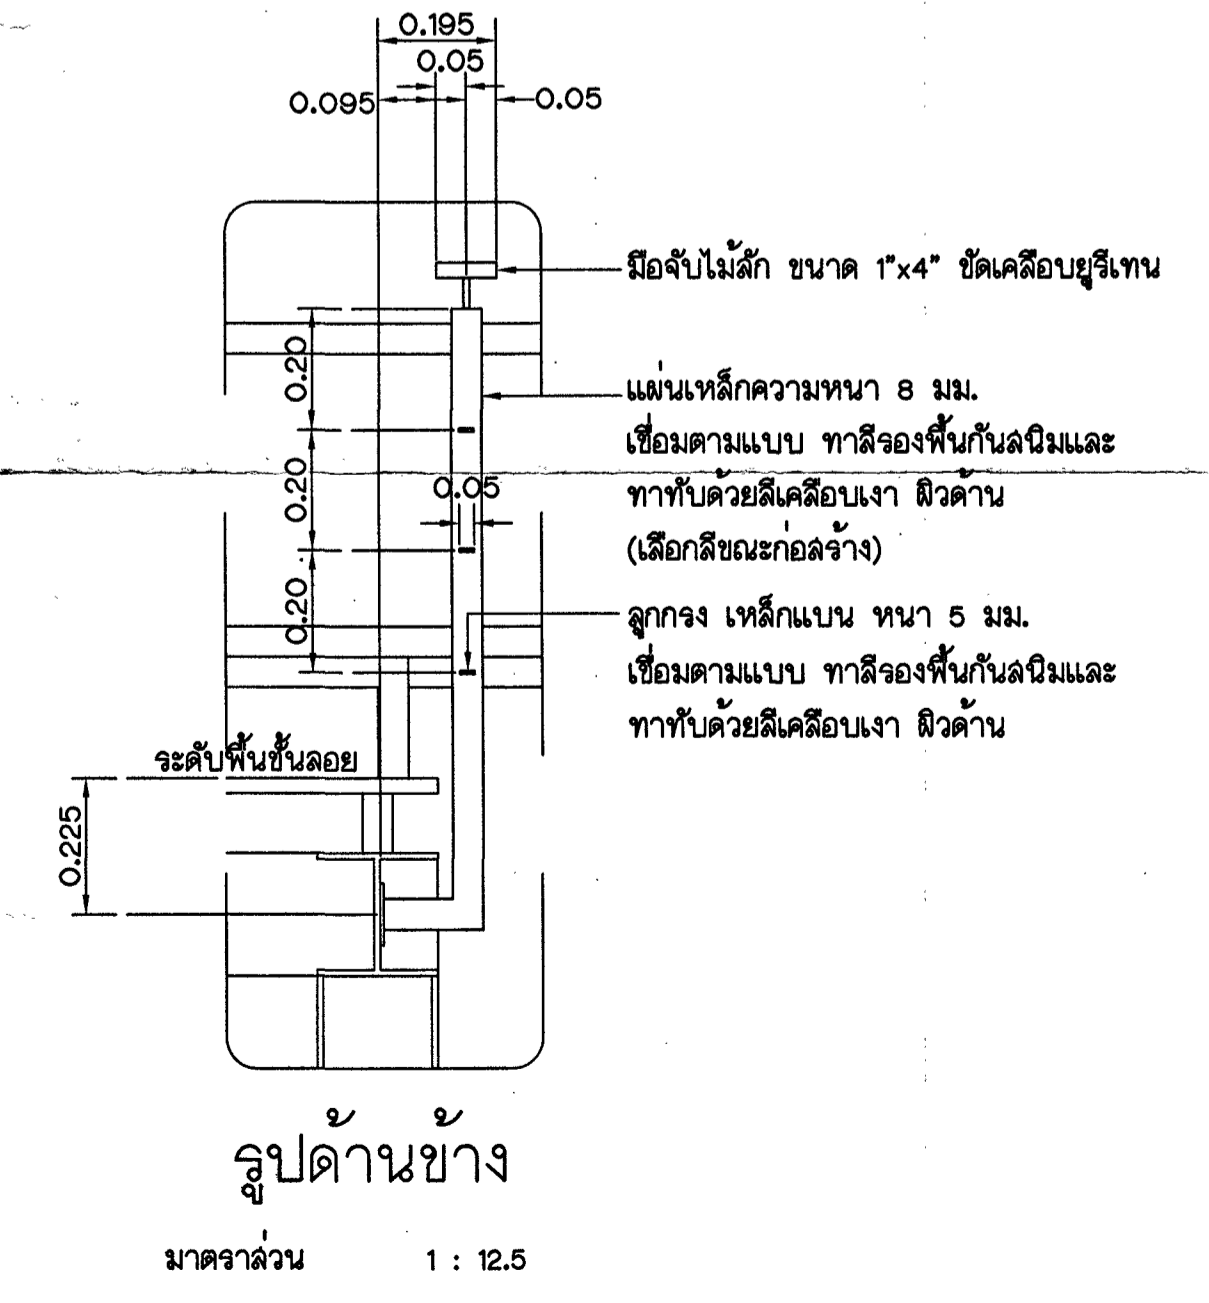 0.195
0.05
0.095
0.05
มือจับไม้สัก ขนาด 1"x4" ขัดเคลือบยูรีเทน
0.20
แผ่นเหล็กความหนา 8 มม.
เชื่อมตามแบบ ทาสีรองพื้นกันสนิมและ
0.20
0.05
ทาทับด้วยสีเคลือบเงา ผิวด้าน
(เลือกสีขณะก่อสร้าง)
0.20
ลูกกรง เหล็กแบน หนา 5 มม.
เชื่อมตามแบบ ทาสีรองพื้นกันสนิมและ
ทาทับด้วยสีเคลือบเงา ผิวด้าน
ระดับพื้นชั้นลอย
0.225
รูปด้านข้าง
มาตราส่วน 1 : 12.5